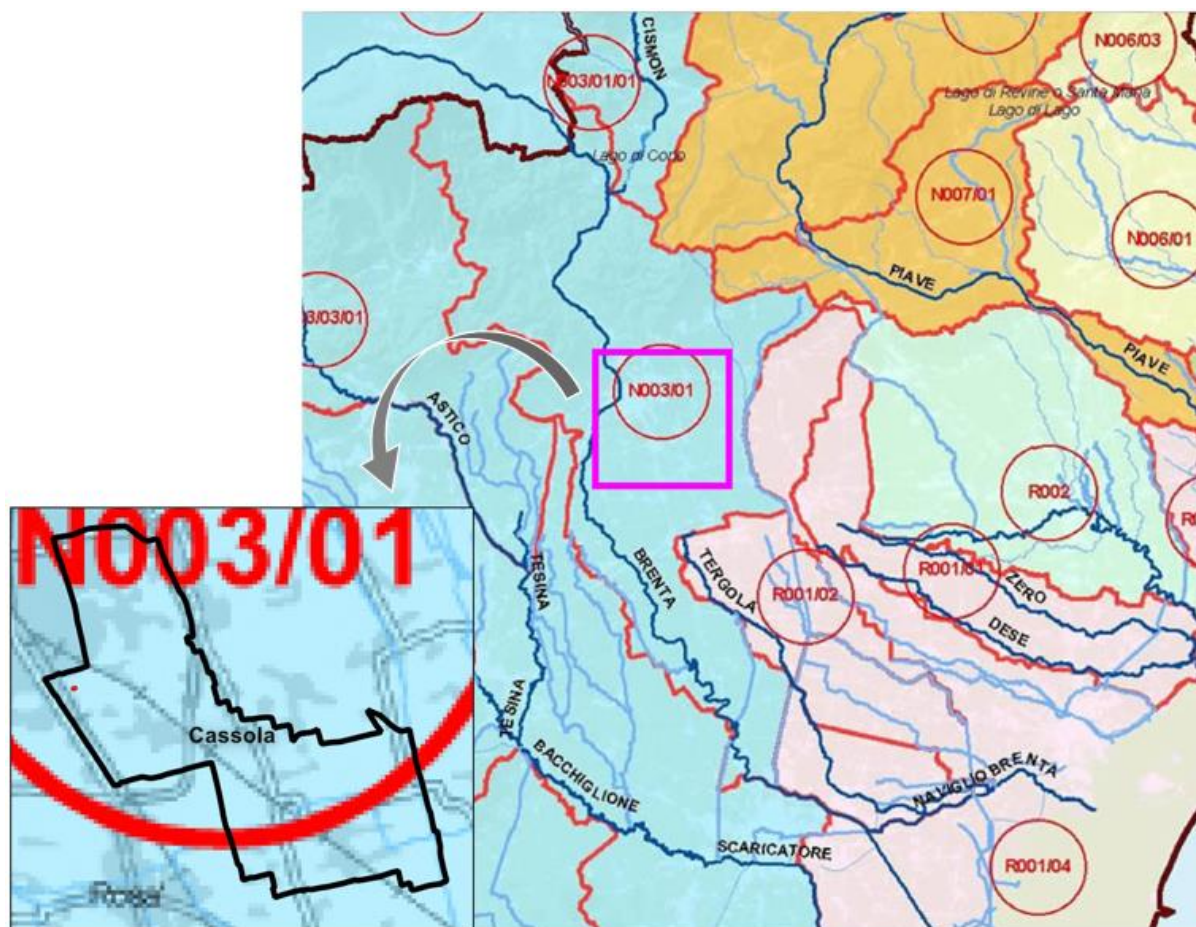 CISMON
N006/03
N003/01/01
Lago di Revine o Santa Maria
Lago di Lago
Lago di Corlo
N007/01
N006/01
PIAVE
3/03/01
PIAVE
N003/01
ASTICO
R002
N003/01
TESINA
BRENTA
TERGOLA
R001/02
R001/01
ZERO
DESE
Cassola
TESINA
BACCHIGLIONE
NAVIGLIO BRENTA
SCARICATORE
R001/04